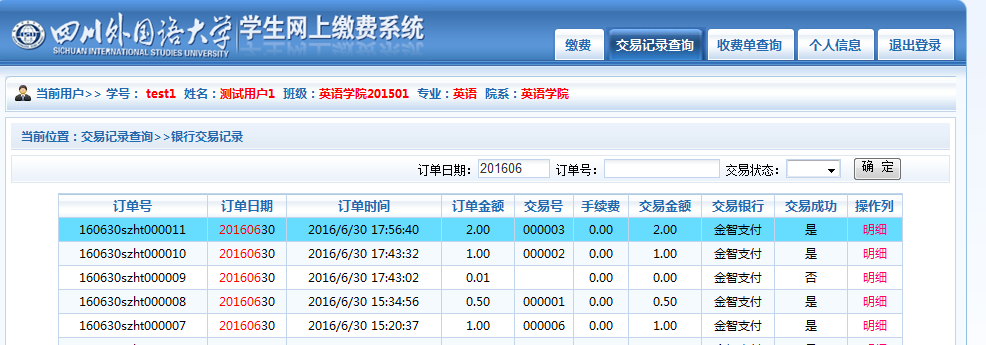 四川外国语大学 学生网上缴费系统
SICHUAN INTERNATIONAL STUDIES UNIVERSITY
缴费 交易记录查询 收费单查询 个人信息 退出登录
当前用户>> 学号： test1 姓名：测试用户1 班级：英语学院201501 专业：英语 院系：英语学院
当前位置：交易记录查询>>银行交易记录
订单日期： 201606 订单号： 交易状态： 确 定
订单号 订单日期 订单时间 订单金额 交易号 手续费 交易金额 交易银行 交易成功 操作列
160630szht000011 20160630 2016/6/30 17:56:40 2.00 000003 0.00 2.00 金智支付 是 明细
160630szht000010 20160630 2016/6/30 17:43:32 1.00 000002 0.00 1.00 金智支付 是 明细
160630szht000009 20160630 2016/6/30 17:43:02 0.01 0.00 0.00 金智支付 否 明细
160630szht000008 20160630 2016/6/30 15:34:56 0.50 000001 0.00 0.50 金智支付 是 明细
160630szht000007 20160630 2016/6/30 15:20:37 1.00 000006 0.00 1.00 金智支付 是 明细